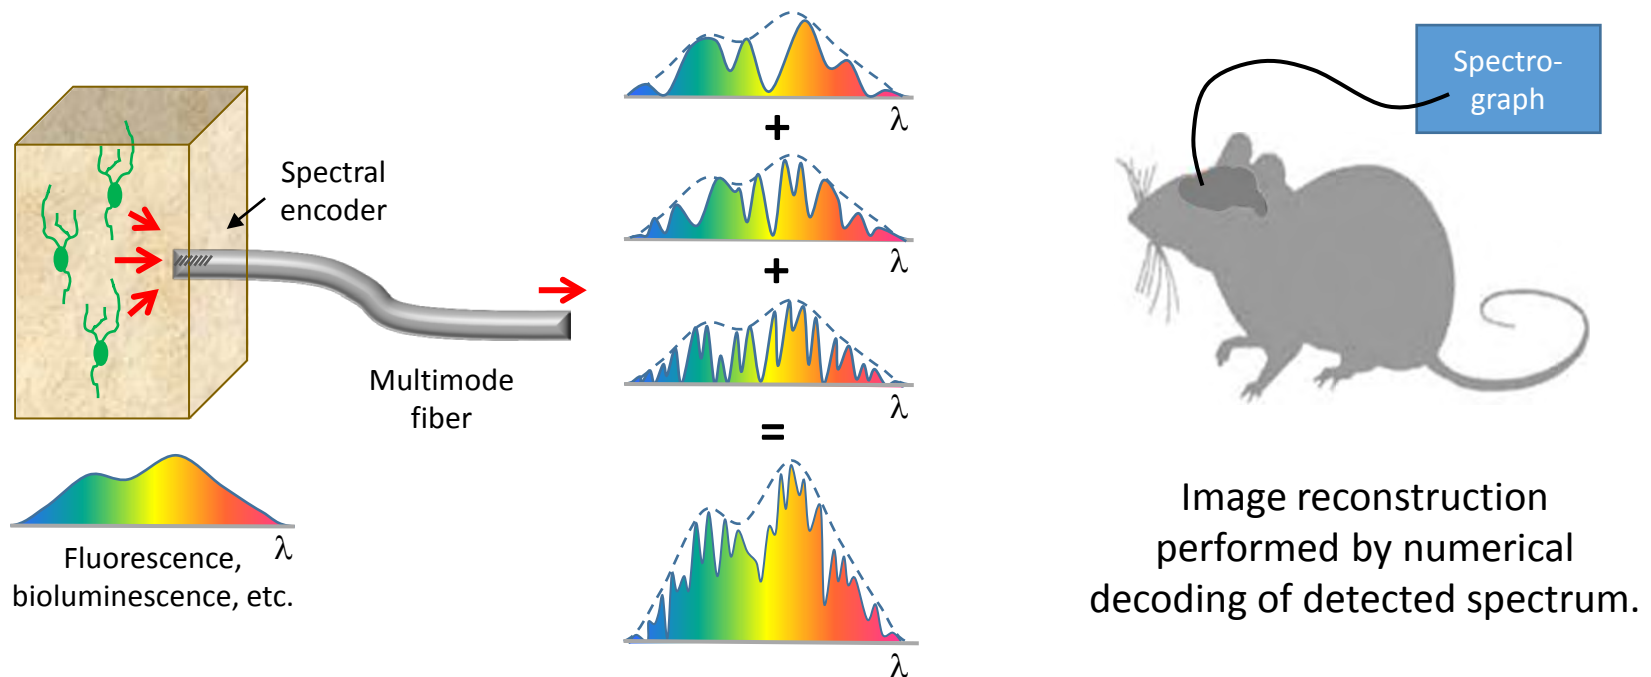 Spectral
encoder
Multimode
fiber
λ
Fluorescence,
bioluminescence, etc.
λ
+
λ
+
λ
=
λ
Spectro-
graph
Image reconstruction
performed by numerical
decoding of detected spectrum.